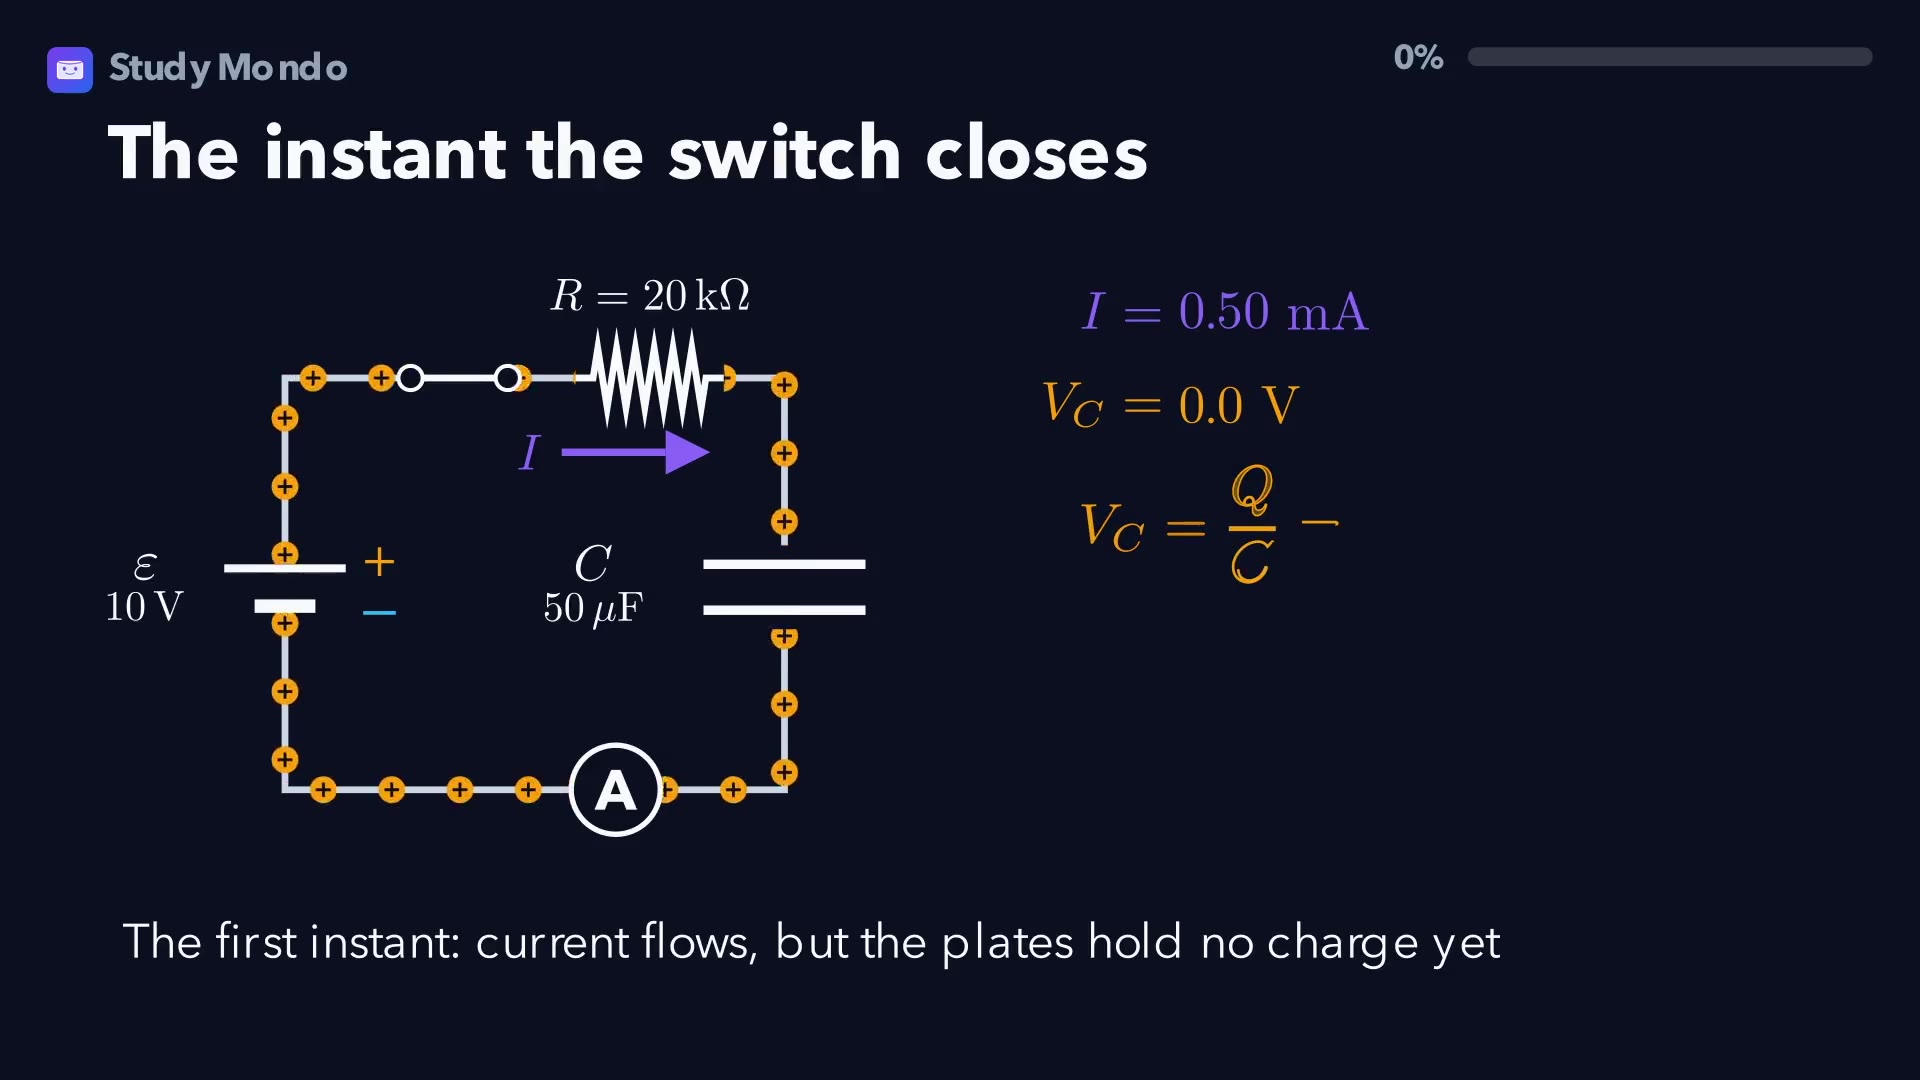 Study Mondo
0%
The instant the switch closes
R = 20 kΩ
I = 0.50 mA
V_C = 0.0 V
I
V_C = Q/C
ε
10 V
+
−
C
50 μF
A
The first instant: current flows, but the plates hold no charge yet